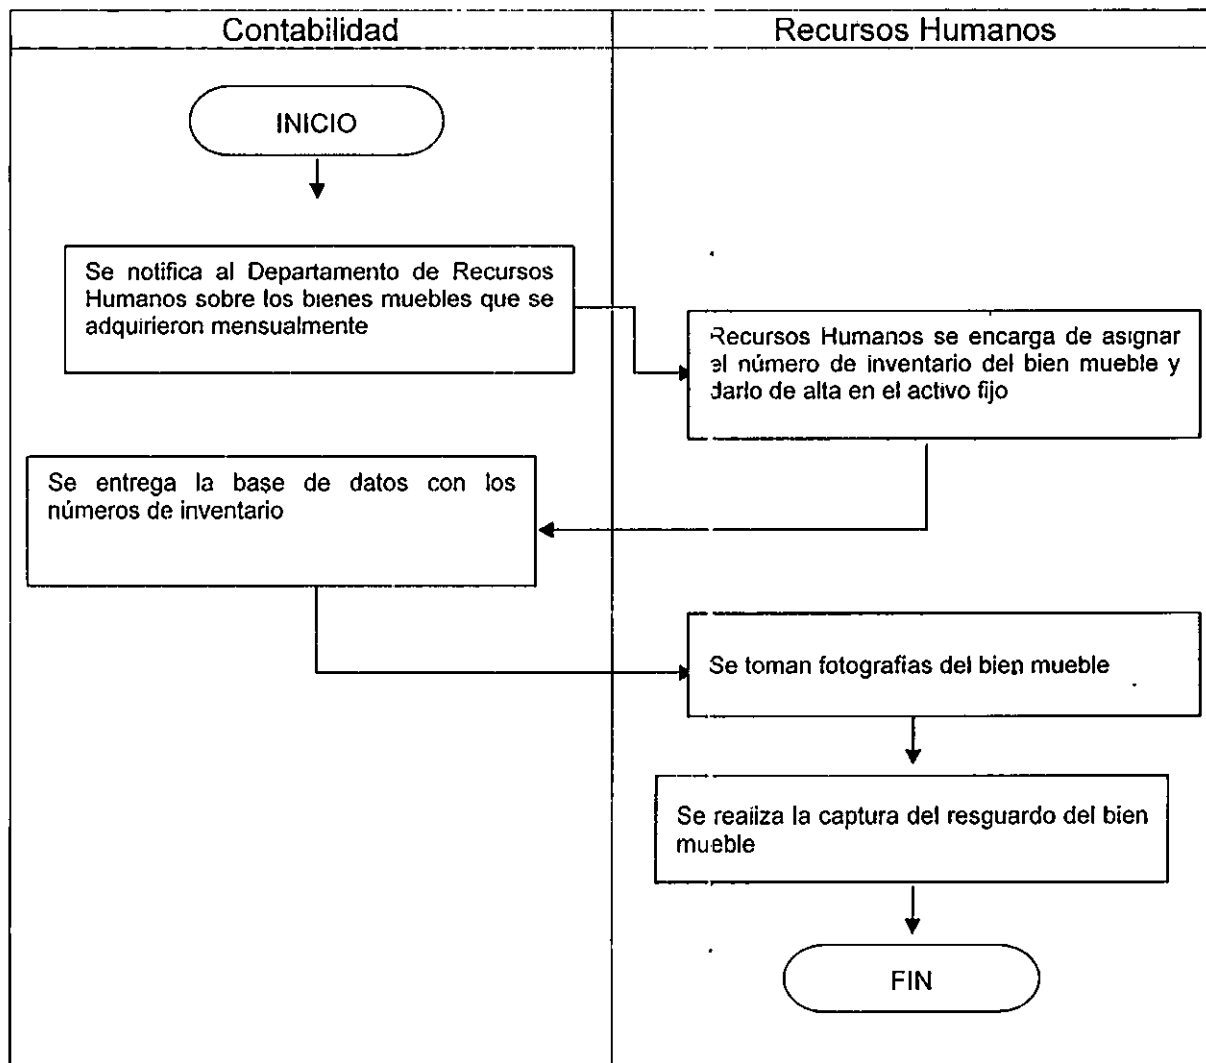 Contabilidad
Recursos Humanos
INICIO
Se notifica al Departamento de Recursos
Humanos sobre los bienes muebles que se
adquirieron mensualmente
Recursos Humanos se encarga de asignar
el número de inventario del bien mueble y
darlo de alta en el activo fijo
Se entrega la base de datos con los
números de inventario
Se toman fotografías del bien mueble
Se realiza la captura del resguardo del bien
mueble
FIN